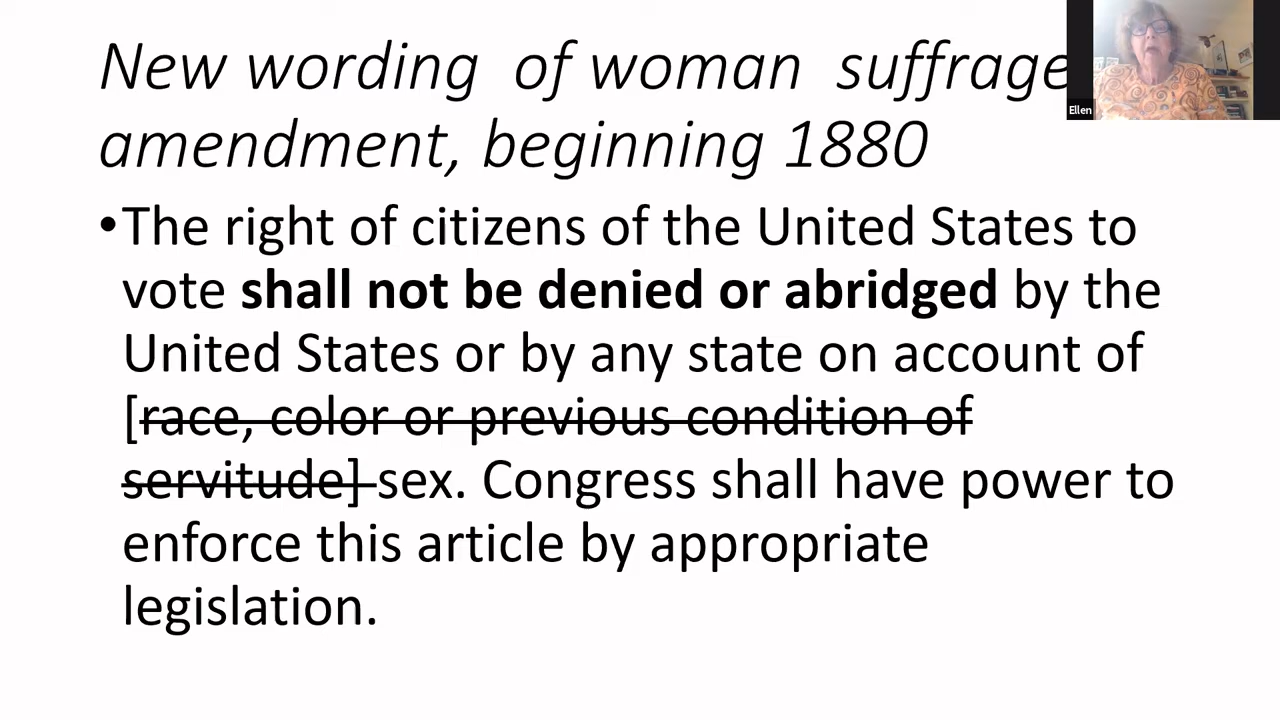 New wording of woman suffrage
amendment, beginning 1880
Ellen
•The right of citizens of the United States to
vote shall not be denied or abridged by the
United States or by any state on account of
[race, color or previous condition of
servitude] sex. Congress shall have power to
enforce this article by appropriate
legislation.